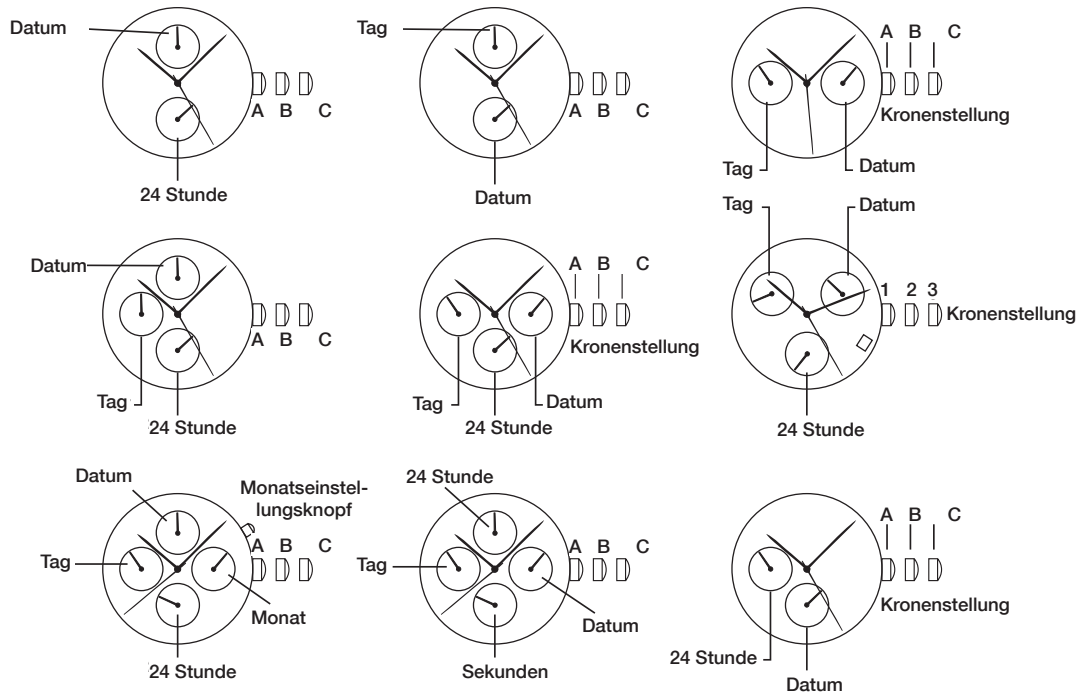 Datum
A B C
24 Stunde
Tag
A B C
Datum
A B C
Kronenstellung
Tag
Datum
Datum
A B C
Tag
24 Stunde
A B C
Kronenstellung
Tag
Datum
24 Stunde
Tag
Datum
1 2 3
Kronenstellung
24 Stunde
Datum
Monatseinstel-
lungsknopf
A B C
Tag
Monat
24 Stunde
24 Stunde
A B C
Tag
Datum
Sekunden
A B C
Kronenstellung
24 Stunde
Datum